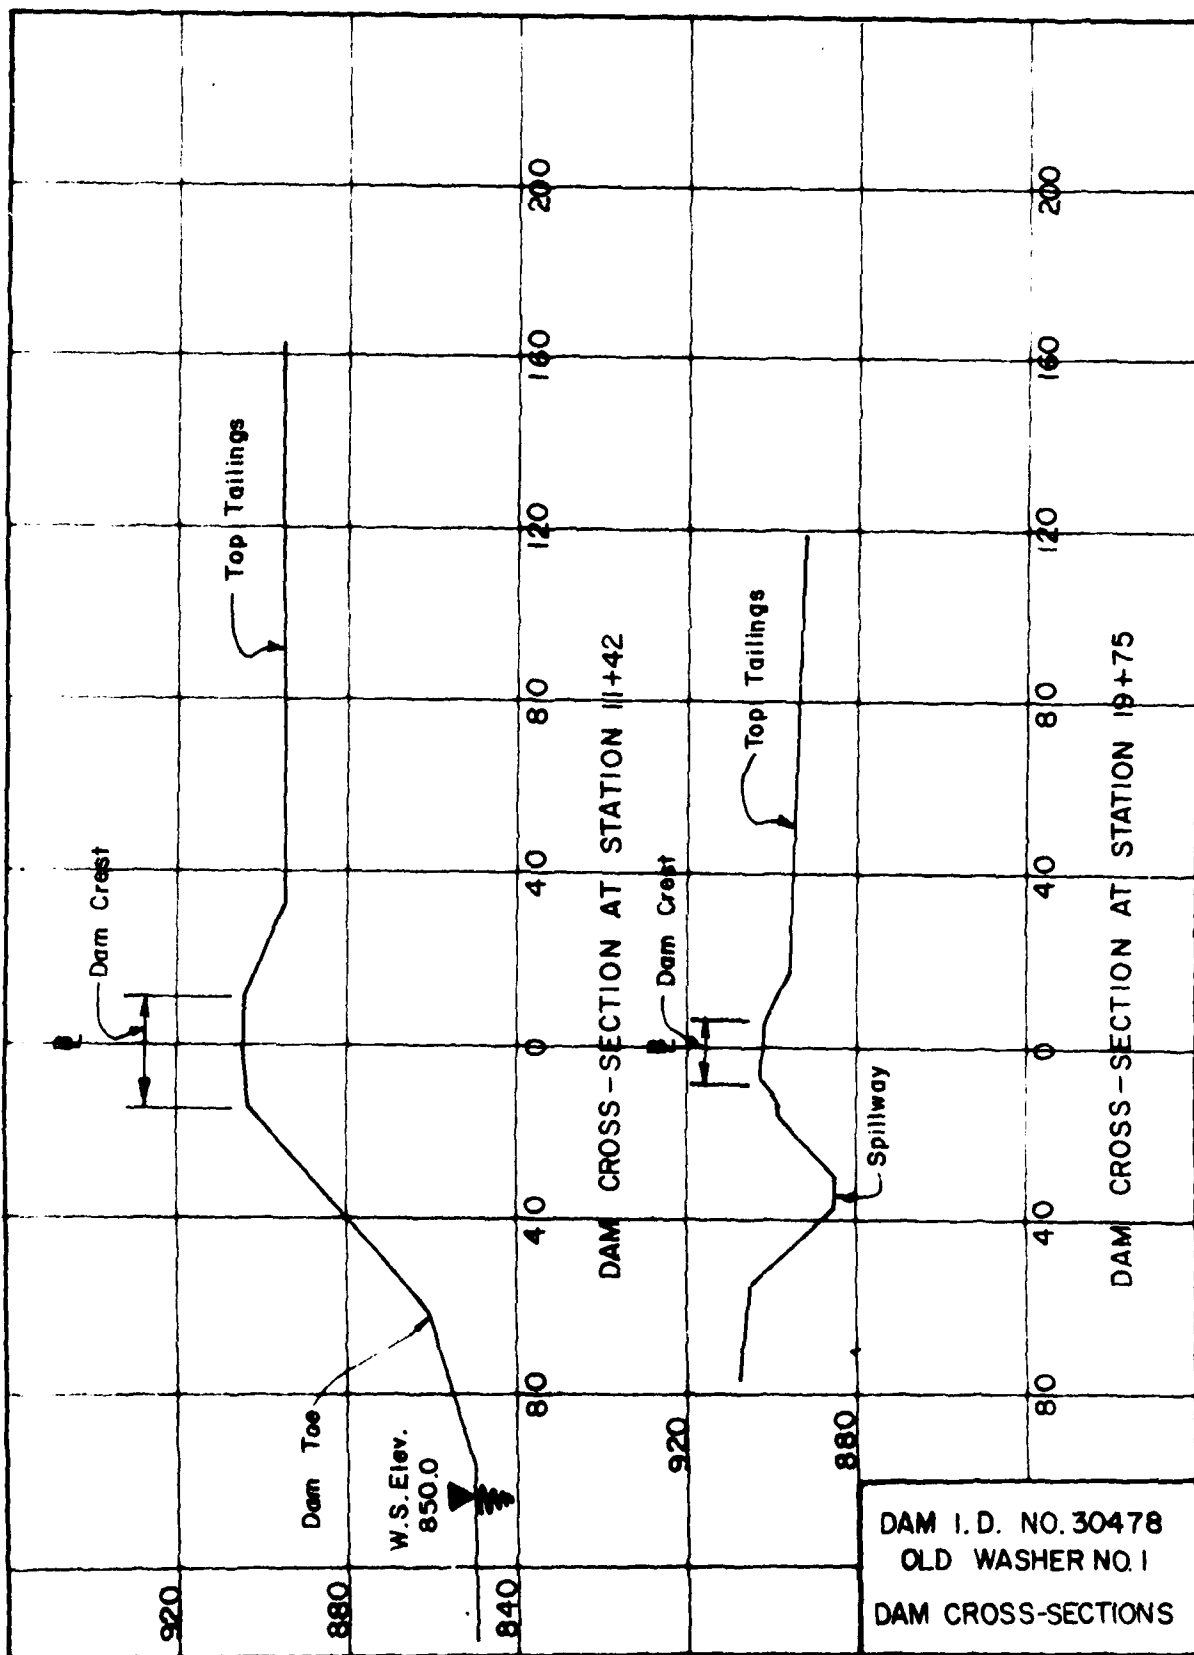 Dam Crest
Top Tailings
Dam Toe
W.S. Elev.
850.0
920
880
840
80
40
0
40
80
120
160
200
DAM CROSS-SECTION AT STATION 11+42
Dam Crest
Top Tailings
Spillway
920
880
80
40
0
40
80
120
160
200
DAM CROSS-SECTION AT STATION 19+75
DAM I.D. NO. 30478
OLD WASHER NO. 1
DAM CROSS-SECTIONS